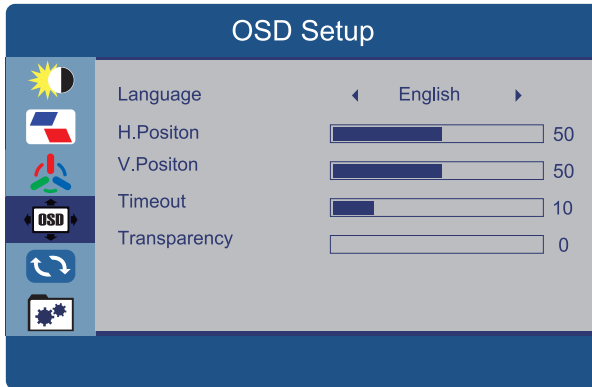 OSD Setup
Language English
H.Positon 50
V.Positon 50
Timeout 10
Transparency 0
OSD